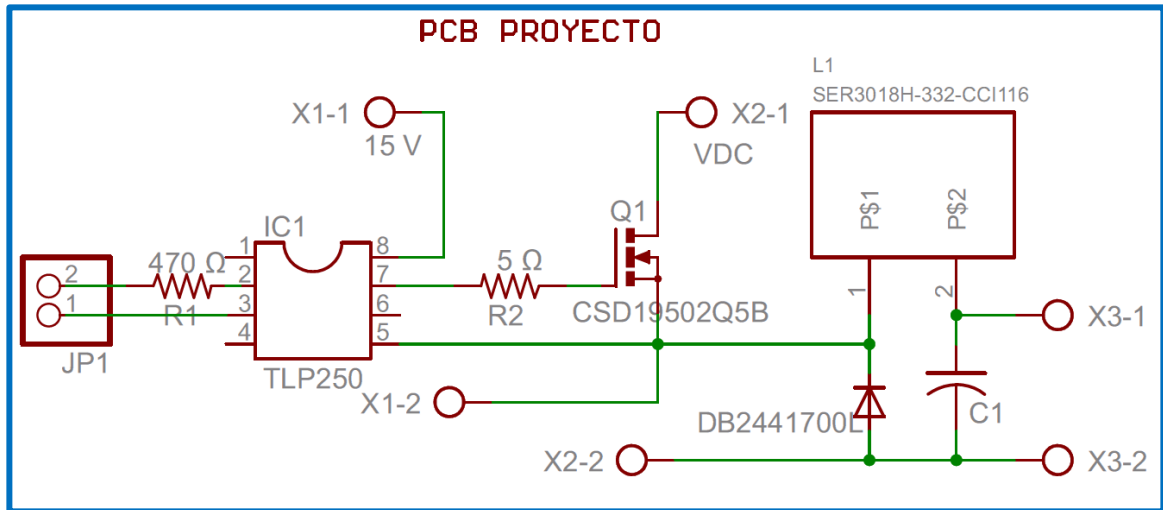 PCB PROYECTO
L1
SER3018H-332-CCI116
X1-1
15 V
X2-1
VDC
P$1
P$2
IC1
Q1
1
8
470 Ω
2
7
5 Ω
2
R1
3
6
R2
CSD19502Q5B
1
2
X3-1
1
4
5
JP1
TLP250
X1-2
DB2441700L
C1
X2-2
X3-2